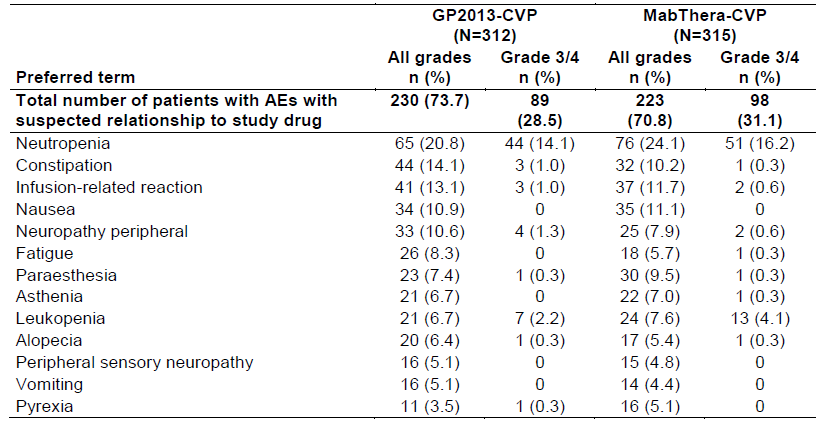 GP2013-CVP MabThera-CVP
(N=312) (N=315)
All grades Grade 3/4 All grades Grade 3/4
Preferred term n (%) n (%) n (%) n (%)
Total number of patients with AEs with 230 (73.7) 89 223 98
suspected relationship to study drug (28.5) (70.8) (31.1)
Neutropenia 65 (20.8) 44 (14.1) 76 (24.1) 51 (16.2)
Constipation 44 (14.1) 3 (1.0) 32 (10.2) 1 (0.3)
Infusion-related reaction 41 (13.1) 3 (1.0) 37 (11.7) 2 (0.6)
Nausea 34 (10.9) 0 35 (11.1) 0
Neuropathy peripheral 33 (10.6) 4 (1.3) 25 (7.9) 2 (0.6)
Fatigue 26 (8.3) 0 18 (5.7) 1 (0.3)
Paraesthesia 23 (7.4) 1 (0.3) 30 (9.5) 1 (0.3)
Asthenia 21 (6.7) 0 22 (7.0) 1 (0.3)
Leukopenia 21 (6.7) 7 (2.2) 24 (7.6) 13 (4.1)
Alopecia 20 (6.4) 1 (0.3) 17 (5.4) 1 (0.3)
Peripheral sensory neuropathy 16 (5.1) 0 15 (4.8) 0
Vomiting 16 (5.1) 0 14 (4.4) 0
Pyrexia 11 (3.5) 1 (0.3) 16 (5.1) 0